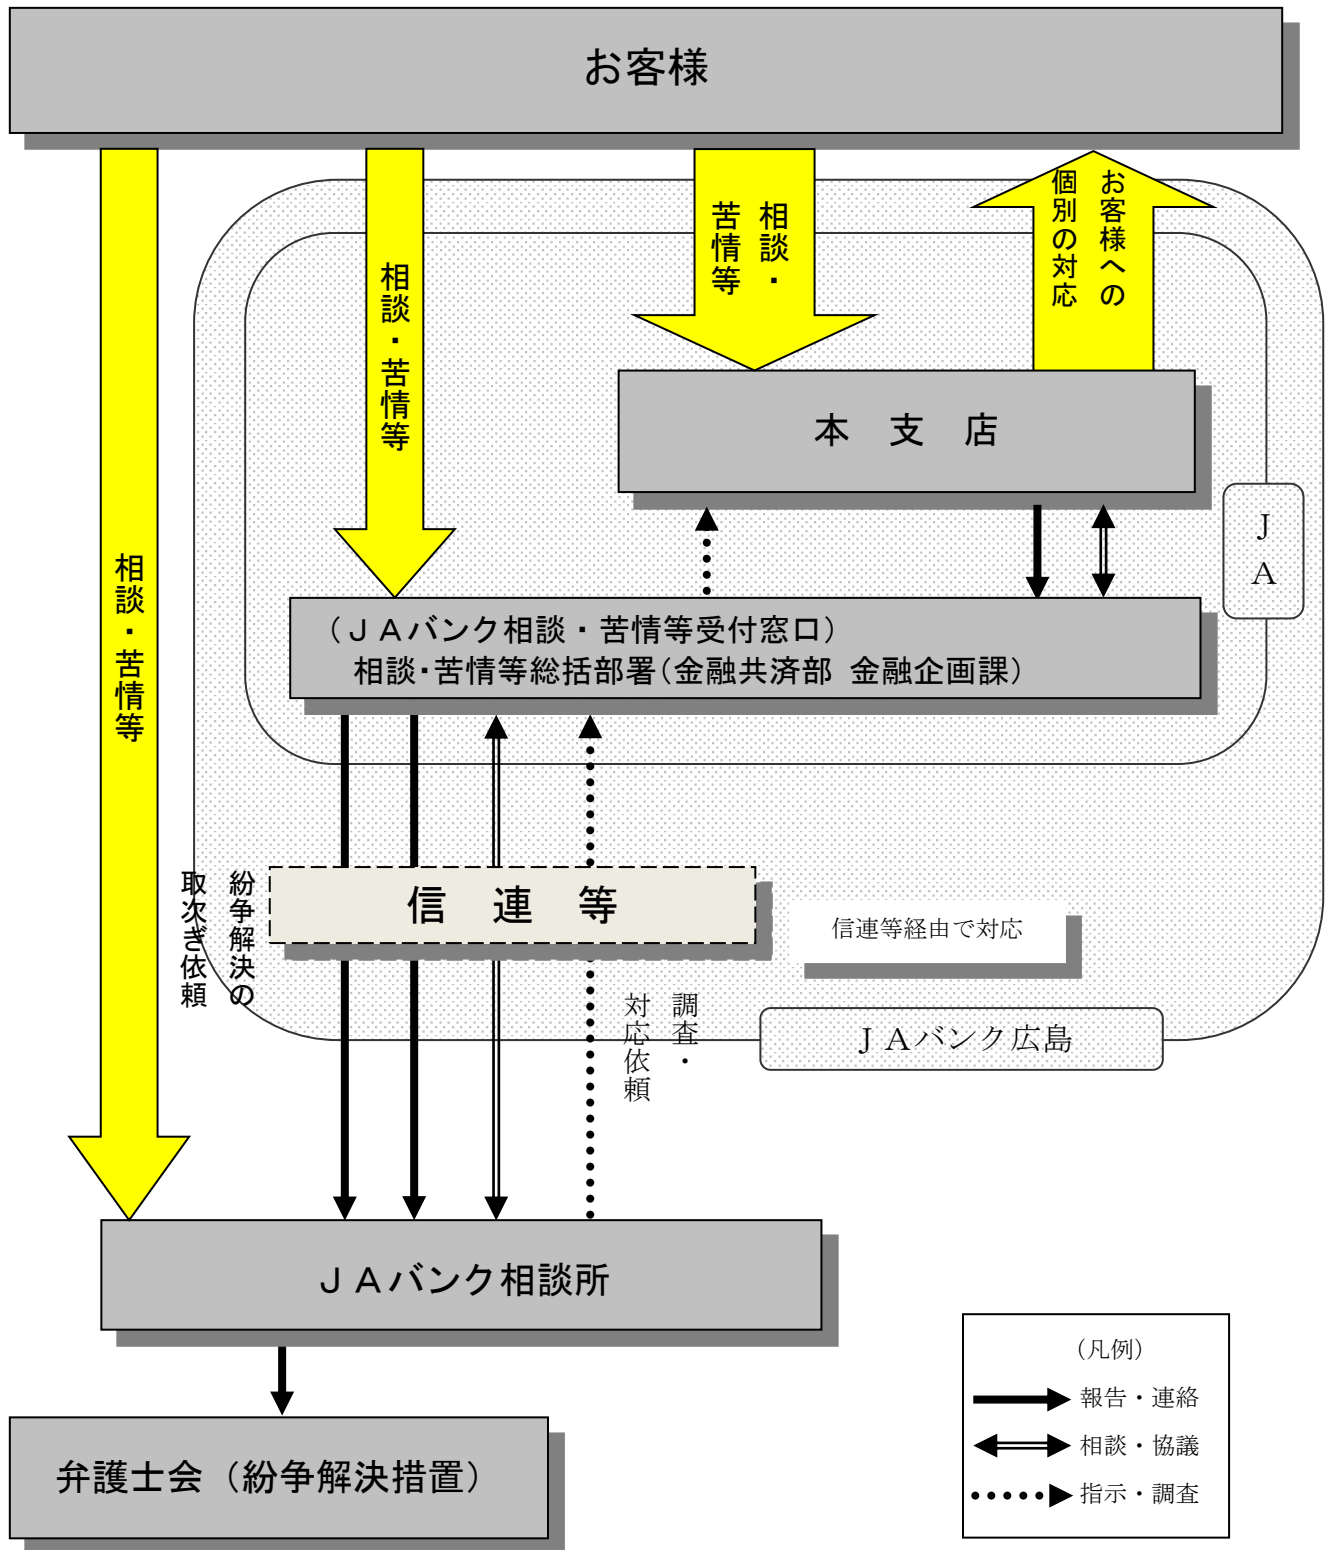 お客様
相談・苦情等
相談・
苦情等
お客様への
個別の対応
相談・苦情等
本　支　店
ＪＡ
（ＪＡバンク相談・苦情等受付窓口）
相談・苦情等総括部署（金融共済部 金融企画課）
信　連　等
信連等経由で対応
紛争解決の
取次ぎ依頼
調査・
対応依頼
ＪＡバンク広島
ＪＡバンク相談所
弁護士会（紛争解決措置）
（凡例）
報告・連絡
相談・協議
指示・調査